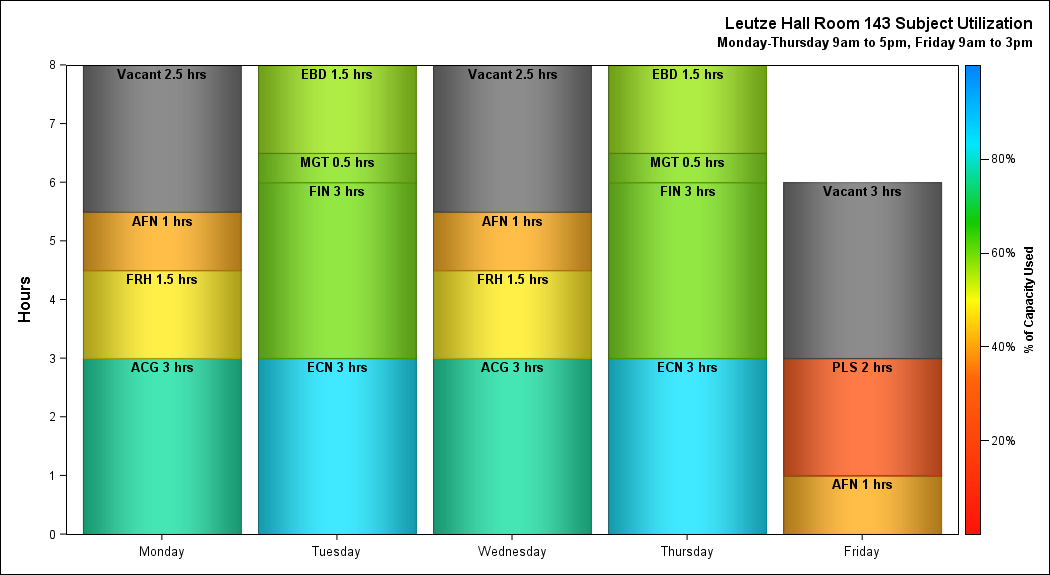 Leutze Hall Room 143 Subject Utilization
Monday-Thursday 9am to 5pm, Friday 9am to 3pm
Hours
8
7
6
5
4
3
2
1
0
Vacant 2.5 hrs
AFN 1 hrs
FRH 1.5 hrs
ACG 3 hrs
EBD 1.5 hrs
MGT 0.5 hrs
FIN 3 hrs
ECN 3 hrs
Vacant 2.5 hrs
AFN 1 hrs
FRH 1.5 hrs
ACG 3 hrs
EBD 1.5 hrs
MGT 0.5 hrs
FIN 3 hrs
ECN 3 hrs
Vacant 3 hrs
PLS 2 hrs
AFN 1 hrs
Monday
Tuesday
Wednesday
Thursday
Friday
80%
60%
40%
20%
% of Capacity Used